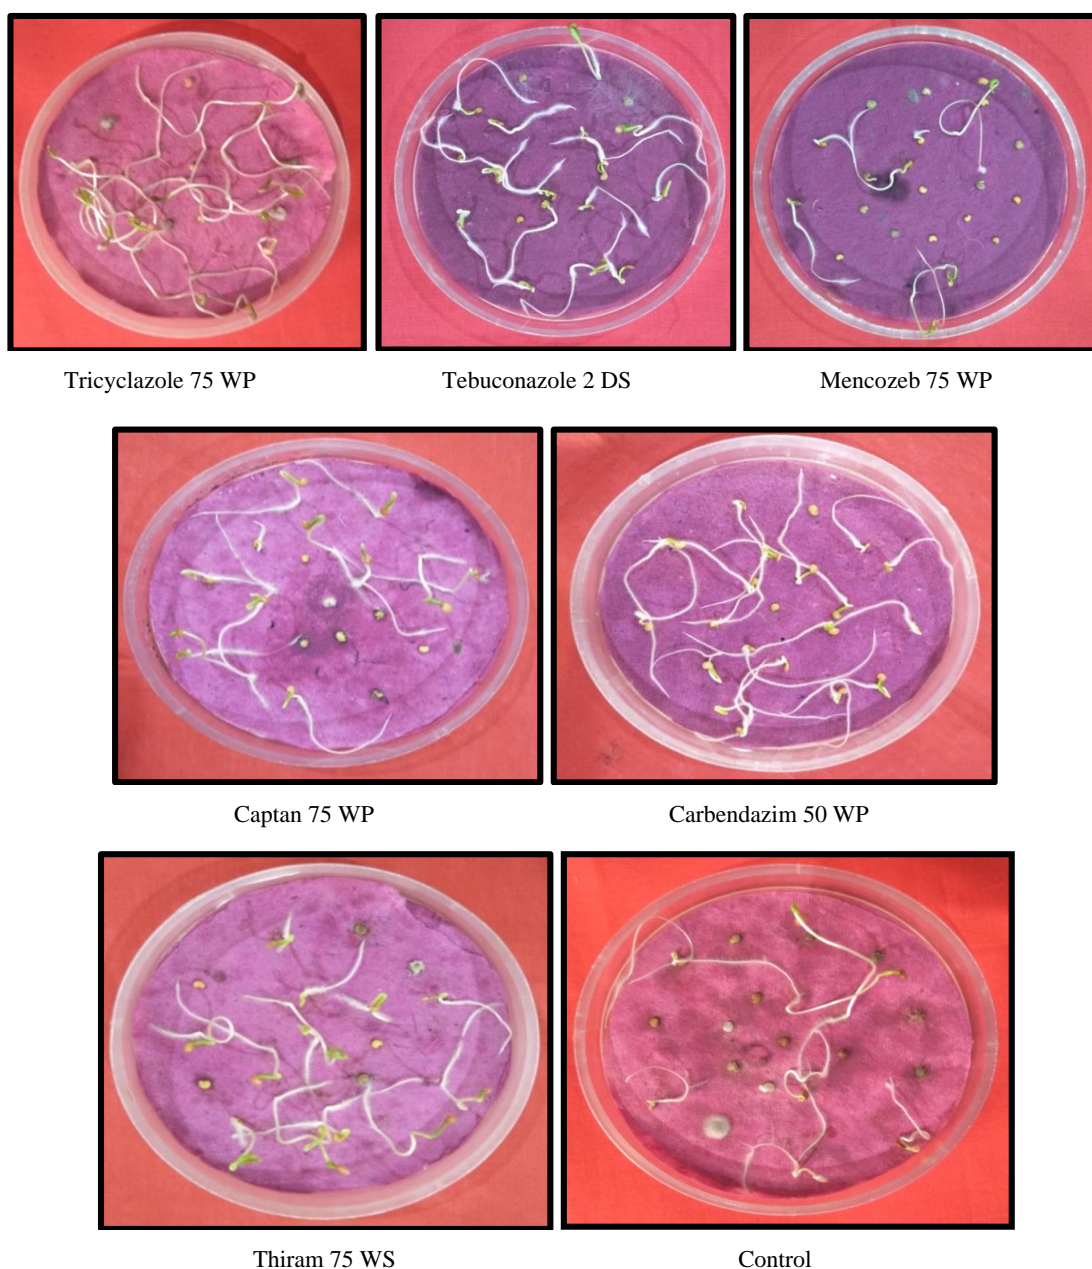 Tricyclazole 75 WP
Tebuconazole 2 DS
Mencozeb 75 WP
Captan 75 WP
Carbendazim 50 WP
Thiram 75 WS
Control